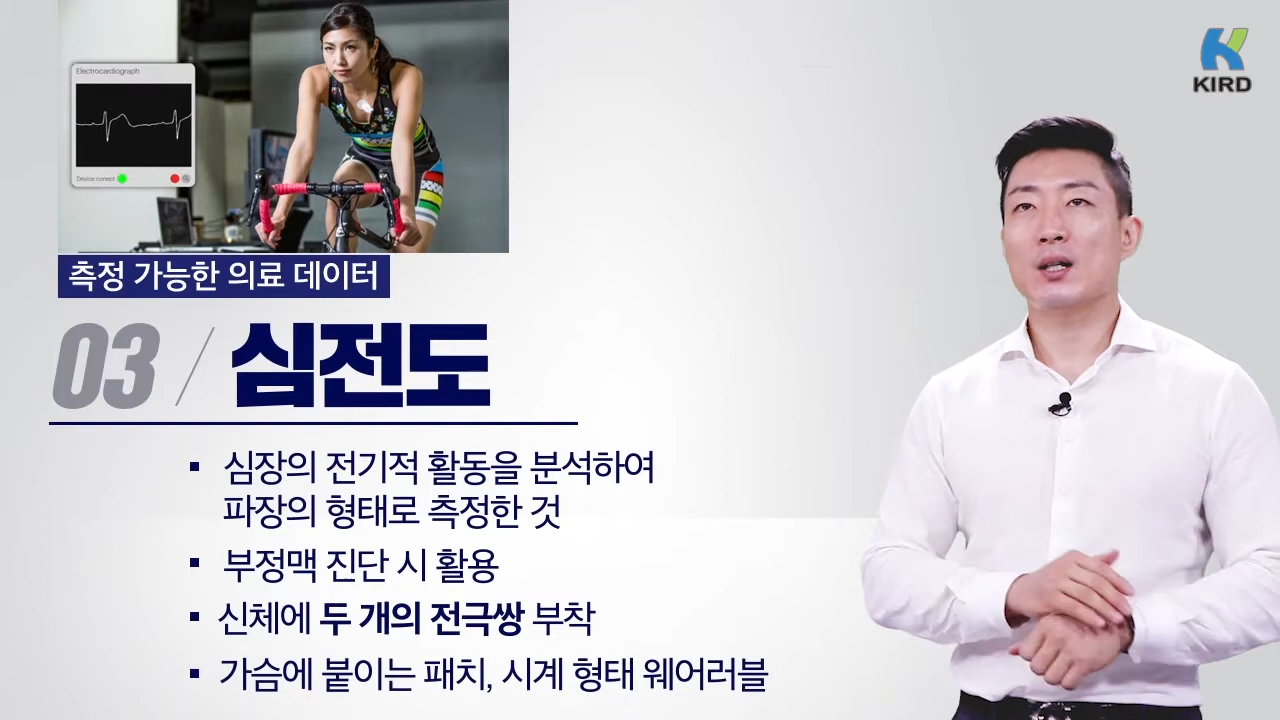 Electrocardiograph
Device conect
KIRD
측정 가능한 의료 데이터
03 / 심전도
▪ 심장의 전기적 활동을 분석하여
파장의 형태로 측정한 것
▪ 부정맥 진단 시 활용
▪ 신체에 두 개의 전극쌍 부착
▪ 가슴에 붙이는 패치, 시계 형태 웨어러블